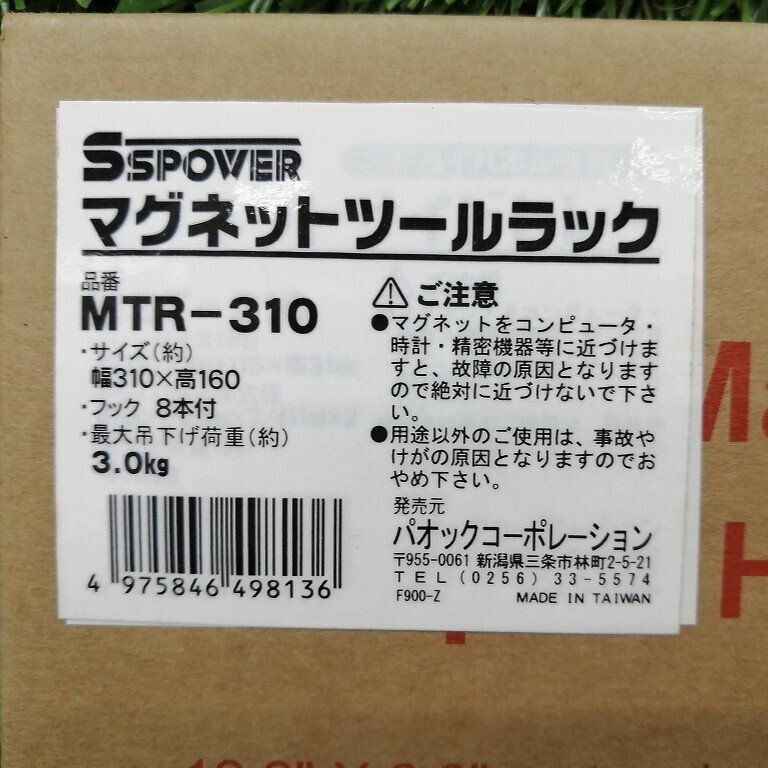 SSPOWER
マグネットツールラック
品番
MTR-310
・サイズ(約)
幅310×高160
・フック 8本付
・最大吊下げ荷重(約)
3.0kg
4 975846 498136
⚠ ご注意
●マグネットをコンピュータ・
時計・精密機器等に近づけま
すと、故障の原因となります
ので絶対に近づけないで下さ
い。
●用途以外のご使用は、事故や
けがの原因となりますのでお
やめ下さい。
発売元
パオックコーポレーション
〒955-0061 新潟県三条市林町2-5-21
TEL(0256) 33-5574
F900-Z MADE IN TAIWAN